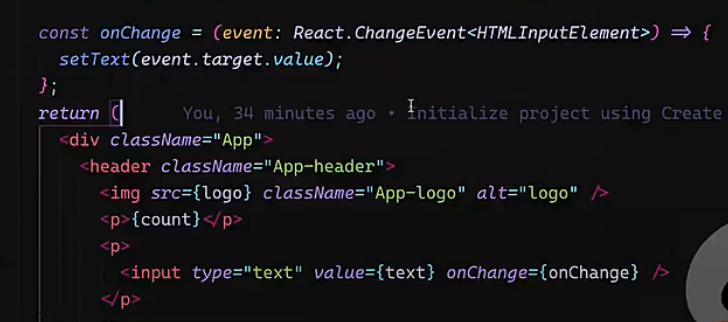 const onChange = (event: React.ChangeEvent<HTMLInputElement>) => {
setText(event.target.value);
};
return ( You, 34 minutes ago • Initialize project using Create
<div className="App">
<header className="App-header">
<img src={logo} className="App-logo" alt="logo" />
<p>{count}</p>
<p>
<input type="text" value={text} onChange={onChange} />
</p>